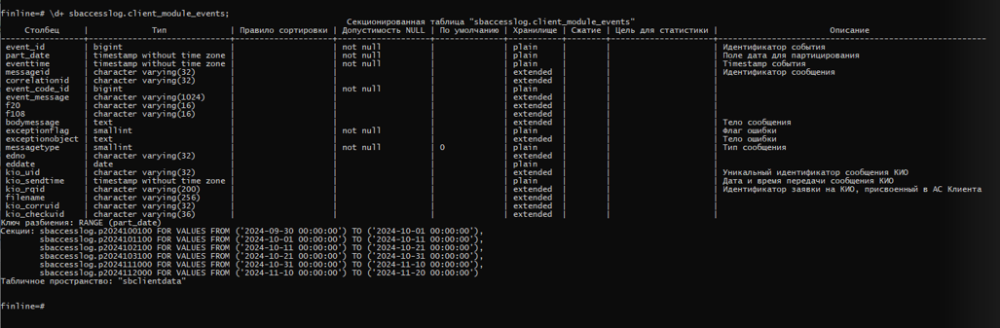 finline=# \d+ sbaccesslog.client_module_events;
Секционированная таблица "sbaccesslog.client_module_events"
Столбец | Тип | Правило сортировки | Допустимость NULL | По умолчанию | Хранилище | Сжатие | Цель для статистики | Описание
event_id | bigint | | not null | | plain | | | Идентификатор события
part_date | timestamp without time zone | | not null | | plain | | | Поле дата для партицирования
eventtime | timestamp without time zone | | not null | | plain | | | Timestamp события
messageid | character varying(32) | | | | extended | | | Идентификатор сообщения
correlationid | character varying(32) | | | | extended | | |
event_code_id | bigint | | not null | | plain | | |
event_message | character varying(1024) | | | | extended | | |
f20 | character varying(16) | | | | extended | | |
f108 | character varying(16) | | | | extended | | |
bodymessage | text | | | | extended | | | Тело сообщения
exceptionflag | smallint | | not null | | plain | | | Флаг ошибки
exceptionobject | text | | | | extended | | | Тело ошибки
messagetype | smallint | | not null | 0 | plain | | | Тип сообщения
edno | character varying(32) | | | | extended | | |
eddate | date | | | | plain | | |
kio_uid | character varying(32) | | | | extended | | | Уникальный идентификатор сообщения КИО
kio_sendtime | timestamp without time zone | | | | plain | | | Дата и время передачи сообщения КИО
kio_rqid | character varying(200) | | | | extended | | | Идентификатор заявки на КИО, присвоенный в АС Клиента
filename | character varying(256) | | | | extended | | |
kio_corruid | character varying(32) | | | | extended | | |
kio_checkuid | character varying(36) | | | | extended | | |
Ключ разбиения: RANGE (part_date)
Секции: sbaccesslog.p2024100100 FOR VALUES FROM ('2024-09-30 00:00:00') TO ('2024-10-01 00:00:00'),
sbaccesslog.p2024101100 FOR VALUES FROM ('2024-10-01 00:00:00') TO ('2024-10-11 00:00:00'),
sbaccesslog.p2024102100 FOR VALUES FROM ('2024-10-11 00:00:00') TO ('2024-10-21 00:00:00'),
sbaccesslog.p2024103100 FOR VALUES FROM ('2024-10-21 00:00:00') TO ('2024-10-31 00:00:00'),
sbaccesslog.p2024111000 FOR VALUES FROM ('2024-10-31 00:00:00') TO ('2024-11-10 00:00:00'),
sbaccesslog.p2024112000 FOR VALUES FROM ('2024-11-10 00:00:00') TO ('2024-11-20 00:00:00')
Табличное пространство: "sbclientdata"
finline=#